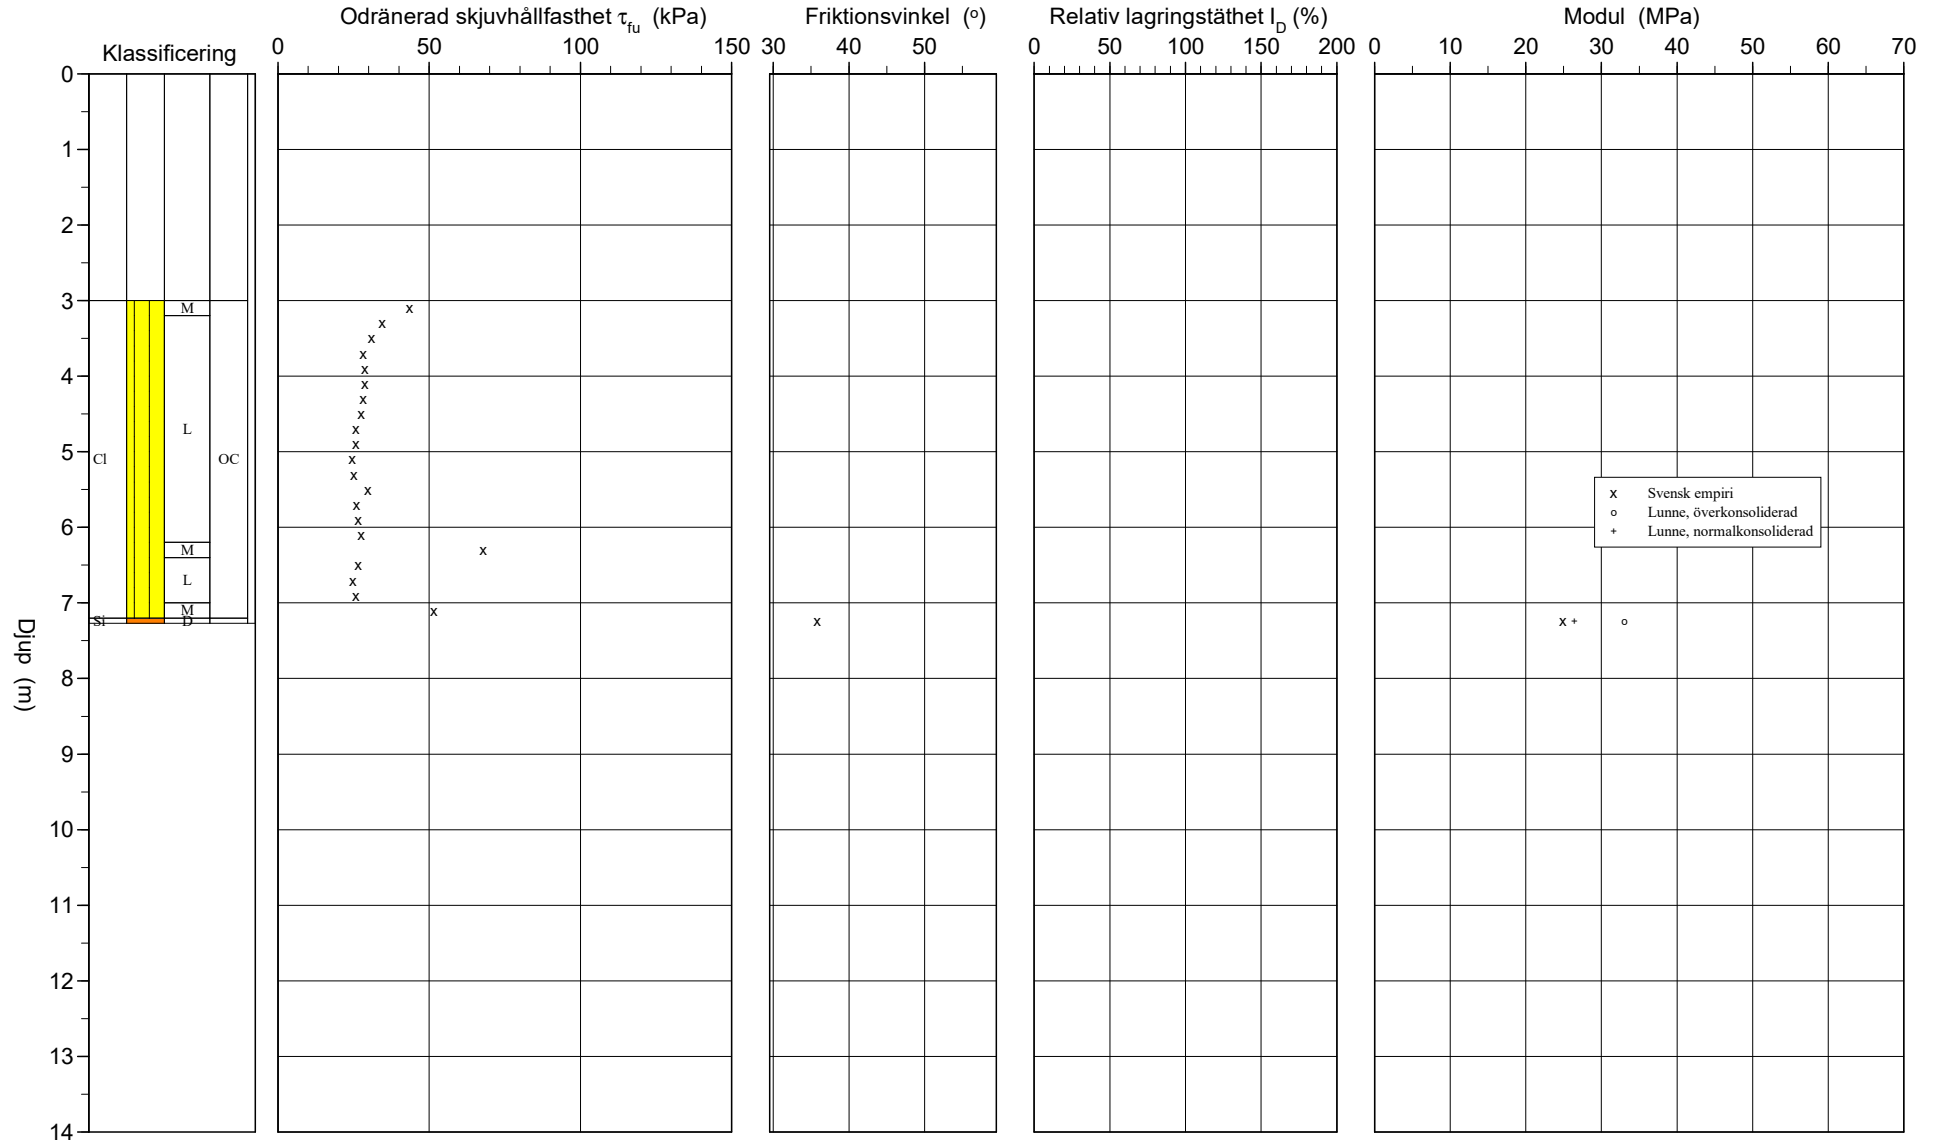 Odränerad skjuvhållfasthet τfu (kPa)
Friktionsvinkel (o)
Relativ lagringstäthet ID (%)
Modul (MPa)
Klassificering
0 50 100 150
30 40 50
0 50 100 150 200
0 10 20 30 40 50 60 70
0
1
2
3
M
4
L
5
Cl
OC
6
M
L
7
M
Si
D
8
9
10
11
12
13
14
Djup (m)
x Svensk empiri
o Lunne, överkonsoliderad
+ Lunne, normalkonsoliderad